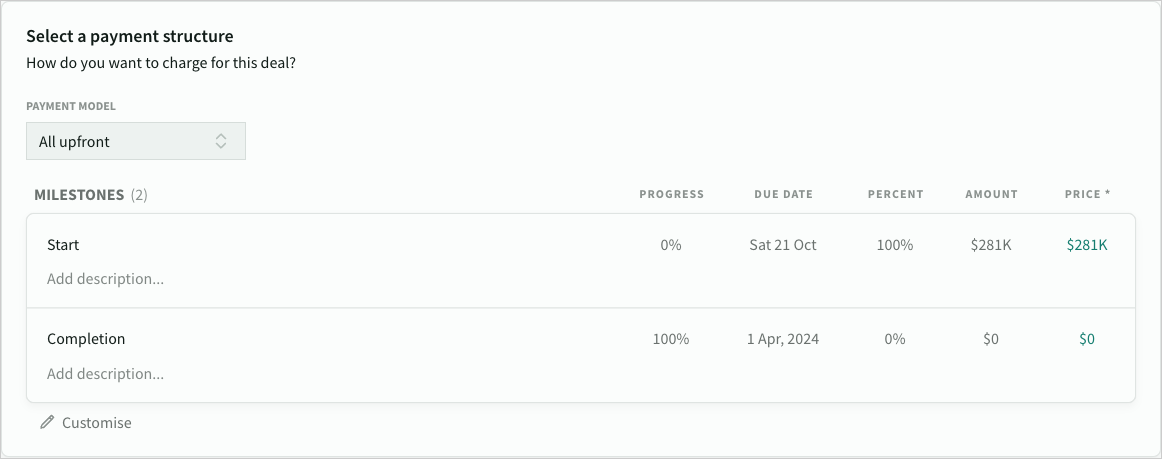 Select a payment structure
How do you want to charge for this deal?
PAYMENT MODEL
All upfront
MILESTONES (2) PROGRESS DUE DATE PERCENT AMOUNT PRICE *
Start 0% Sat 21 Oct 100% $281K $281K
Add description...
Completion 100% 1 Apr, 2024 0% $0 $0
Add description...
Customise